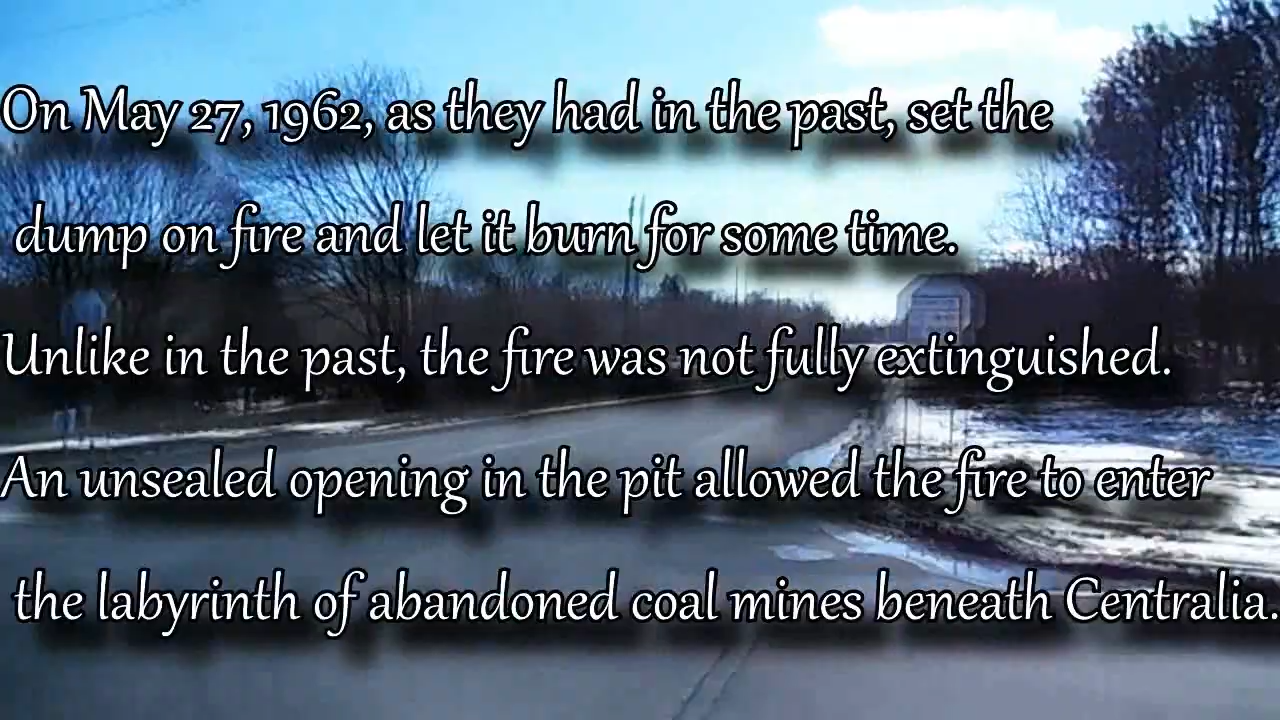 On May 27, 1962, as they had in the past, set the
dump on fire and let it burn for some time.
Unlike in the past, the fire was not fully extinguished.
An unsealed opening in the pit allowed the fire to enter
the labyrinth of abandoned coal mines beneath Centralia.